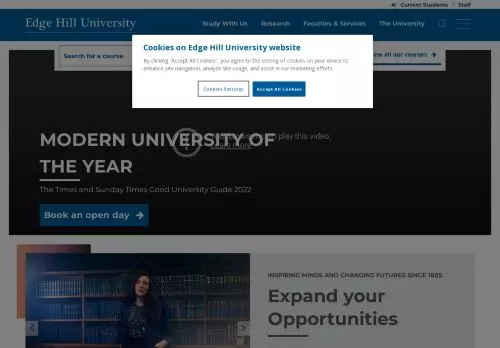 Current Students / Staff
Edge Hill University
Study With Us Research Faculties & Services The University
Search for a course
all our courses
Cookies on Edge Hill University website
By clicking "Accept All Cookies", you agree to the storing of cookies on your device to
enhance site navigation, analyze site usage, and assist in our marketing efforts.
Cookies Settings
Accept All Cookies
MODERN UNIVERSITY OF
THE YEAR
play this video.
Learn more
The Times and Sunday Times Good University Guide 2022
Book an open day
INSPIRING MINDS AND CHANGING FUTURES SINCE 1885
Expand your
Opportunities